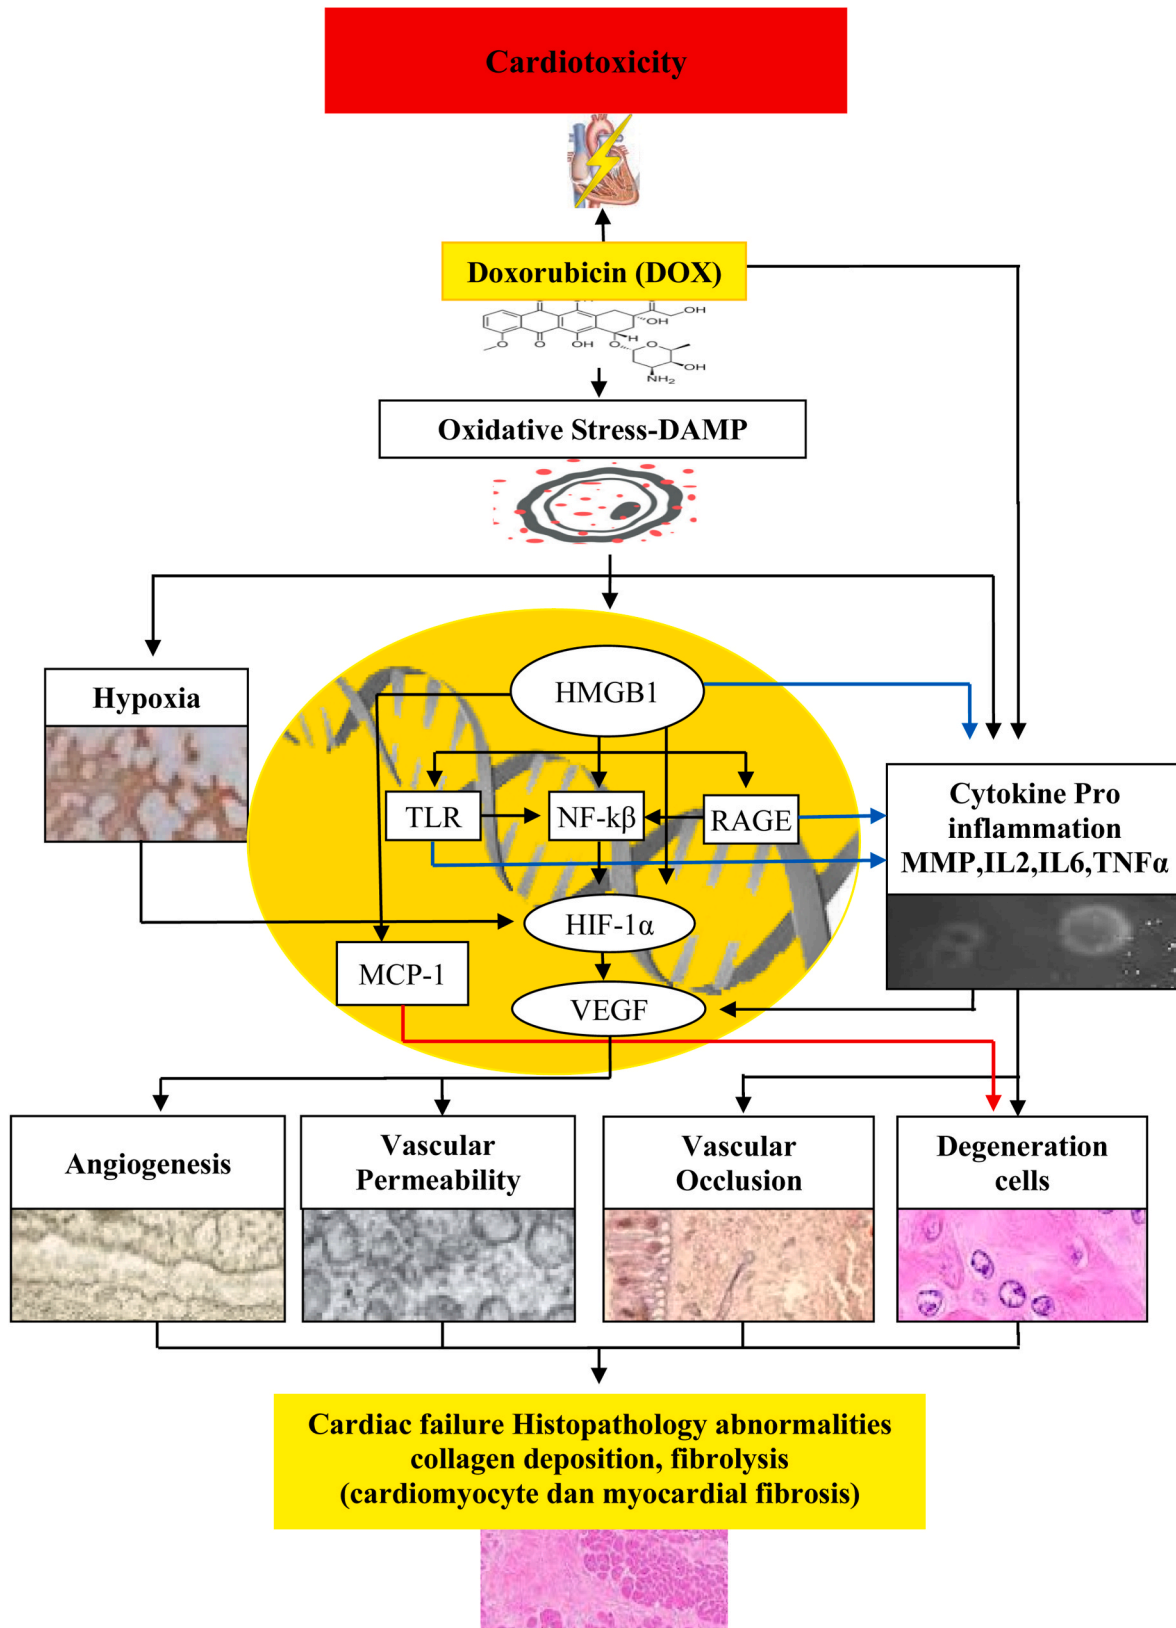 Cardiotoxicity
Doxorubicin (DOX)
O
O
OH
OH
O
O
OH
O
H
O
NH₂
OH
Oxidative Stress-DAMP
Hypoxia
HMGB1
TLR
NF-kβ
RAGE
Cytokine Pro
inflammation
MMP,IL2,IL6,TNFα
HIF-1α
MCP-1
VEGF
Angiogenesis
Vascular
Permeability
Vascular
Occlusion
Degeneration
cells
Cardiac failure Histopathology abnormalities
collagen deposition, fibrolysis
(cardiomyocyte dan myocardial fibrosis)